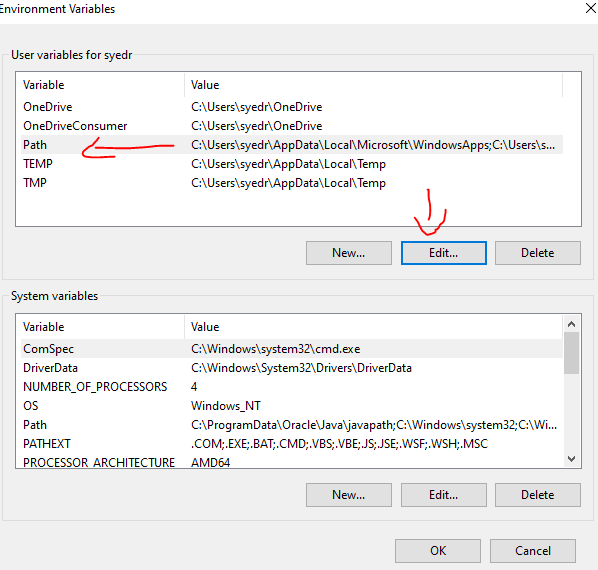 Environment Variables
User variables for syedr
Variable Value
OneDrive C:\Users\syedr\OneDrive
OneDriveConsumer C:\Users\syedr\OneDrive
Path C:\Users\syedr\AppData\Local\Microsoft\WindowsApps;C:\Users\s...
TEMP C:\Users\syedr\AppData\Local\Temp
TMP C:\Users\syedr\AppData\Local\Temp
New... Edit... Delete
System variables
Variable Value
ComSpec C:\Windows\system32\cmd.exe
DriverData C:\Windows\System32\Drivers\DriverData
NUMBER_OF_PROCESSORS 4
OS Windows_NT
Path C:\ProgramData\Oracle\Java\javapath;C:\Windows\system32;C:\Wi...
PATHEXT .COM;.EXE;.BAT;.CMD;.VBS;.VBE;.JS;.JSE;.WSF;.WSH;.MSC
PROCESSOR_ARCHITECTURE AMD64
New... Edit... Delete
OK Cancel